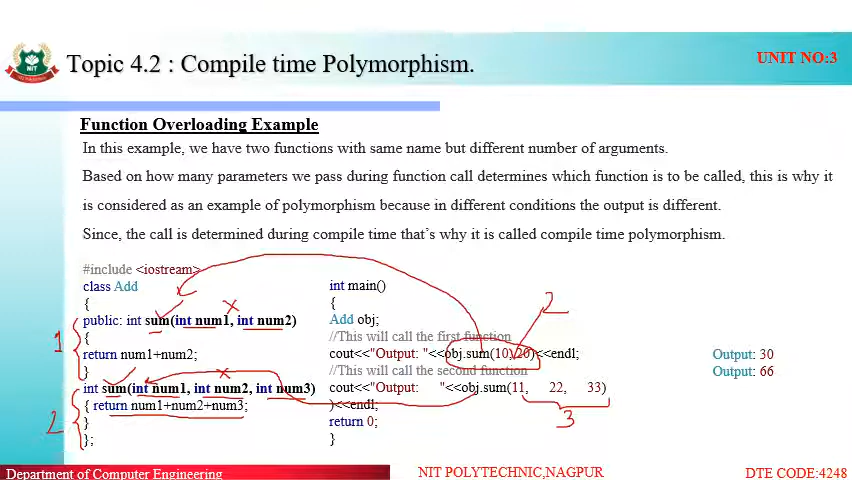 NIT
Topic 4.2 : Compile time Polymorphism.
UNIT NO:3
Function Overloading Example
In this example, we have two functions with same name but different number of arguments.
Based on how many parameters we pass during function call determines which function is to be called, this is why it
is considered as an example of polymorphism because in different conditions the output is different.
Since, the call is determined during compile time that's why it is called compile time polymorphism.
#include <iostream>
class Add
{
public: int sum(int num1, int num2)
{
return num1+num2;
}
int sum(int num1, int num2, int num3)
{ return num1+num2+num3;
}
};
1
2
int main()
{
Add obj;
//This will call the first function
cout<<"Output: "<<obj.sum(10, 20)<<endl;
//This will call the second function
cout<<"Output: "<<obj.sum(11, 22, 33)
)<<endl;
return 0;
}
2
3
Output: 30
Output: 66
Department of Computer Engineering
NIT POLYTECHNIC,NAGPUR
DTE CODE:4248